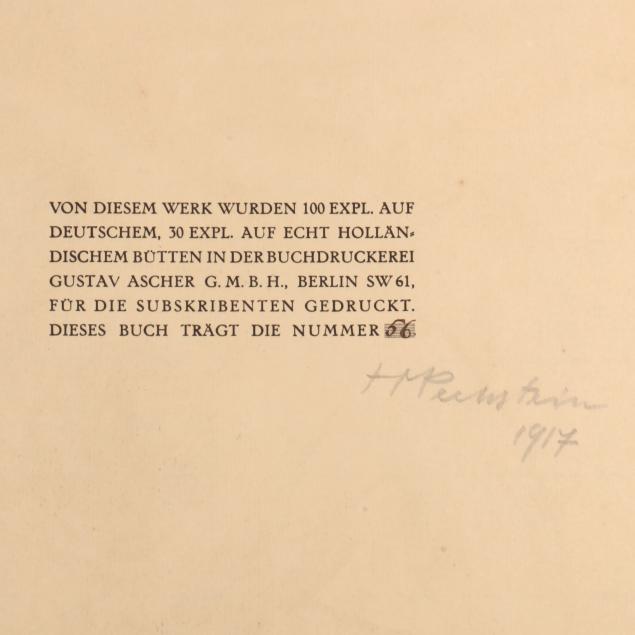 VON DIESEM WERK WURDEN 100 EXPL. AUF
DEUTSCHEM, 30 EXPL. AUF ECHT HOLLÄN-
DISCHEM BÜTTEN IN DER BUCHDRUCKEREI
GUSTAV ASCHER G. M. B. H., BERLIN SW 61,
FÜR DIE SUBSKRIBENTEN GEDRUCKT.
DIESES BUCH TRÄGT DIE NUMMER 56
HMPechstein
1917